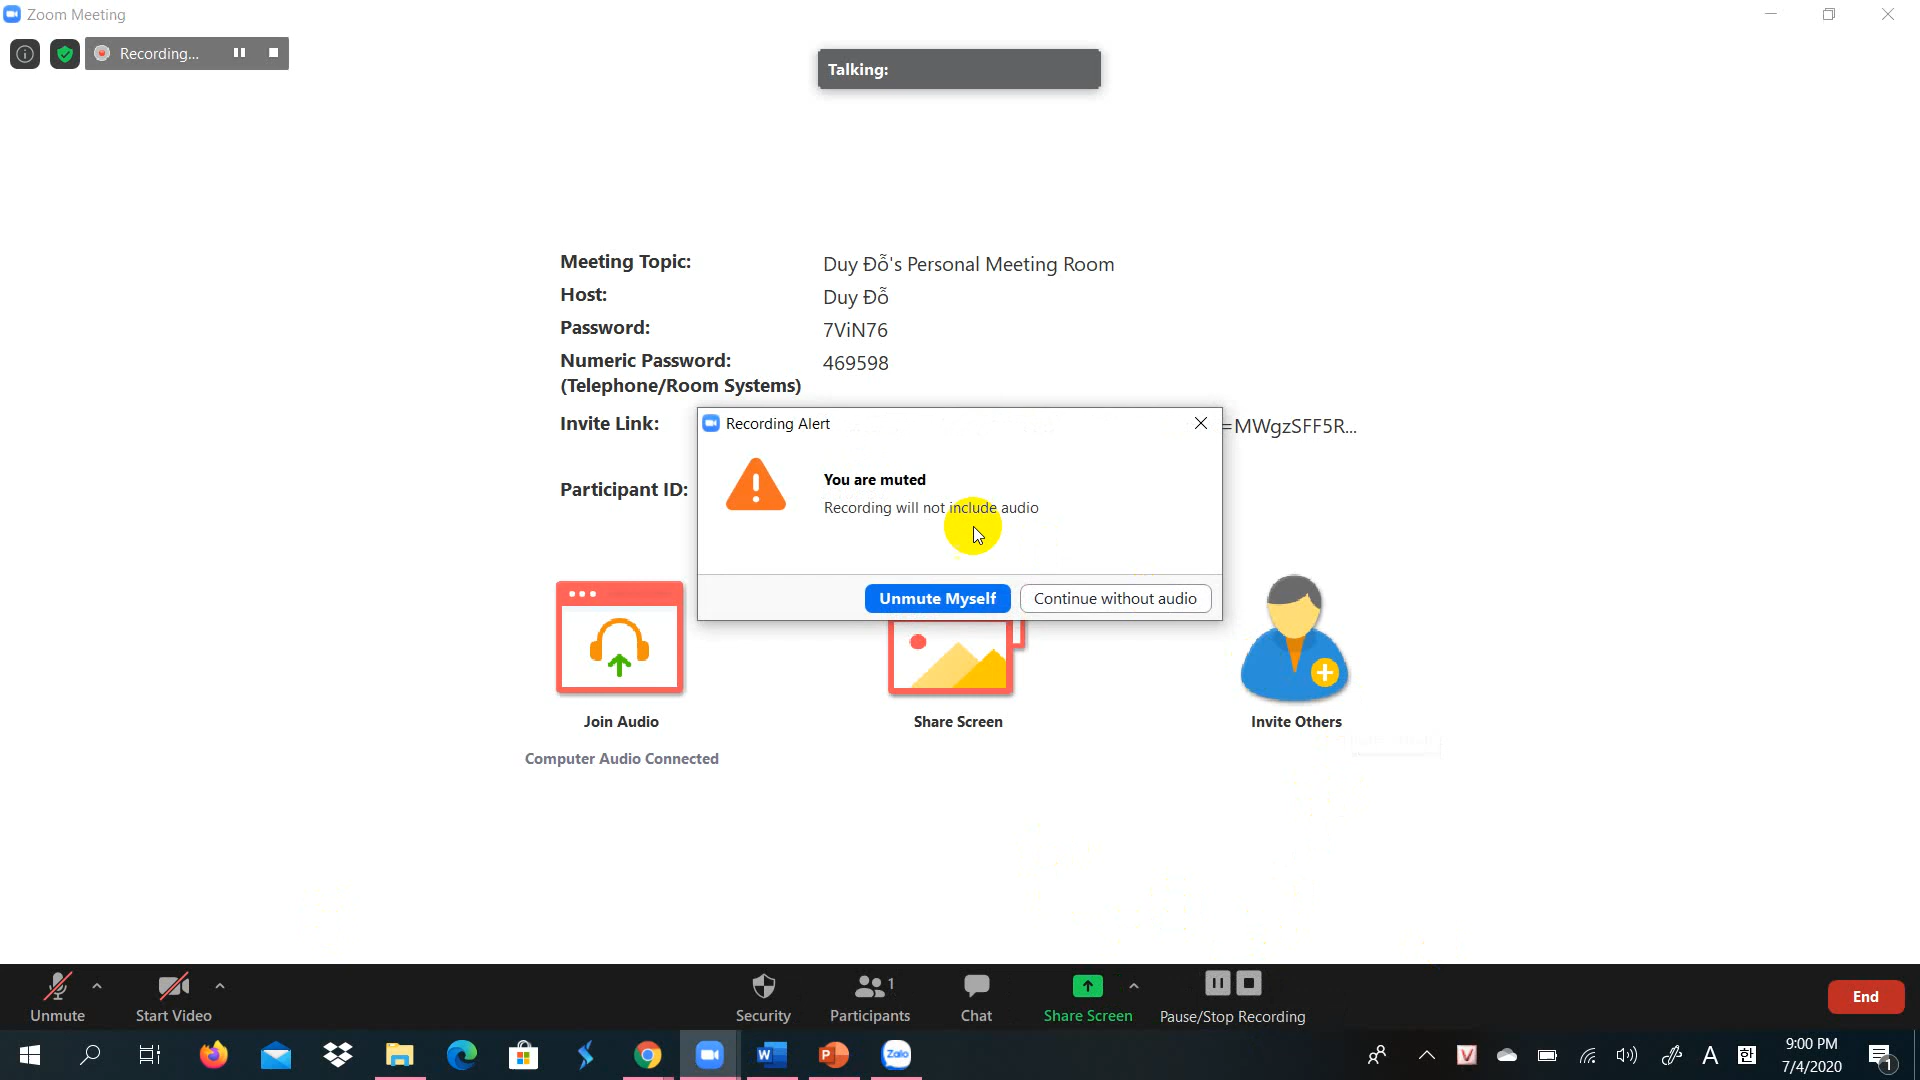 Zoom Meeting
Recording...
Talking:
Meeting Topic: Duy Đỗ's Personal Meeting Room
Host: Duy Đỗ
Password: 7ViN76
Numeric Password: 469598
(Telephone/Room Systems)
Invite Link: =MWgzSFF5R...
Recording Alert
You are muted
Recording will not include audio
Participant ID:
Unmute Myself Continue without audio
Join Audio Share Screen Invite Others
Computer Audio Connected
1
Unmute Start Video Security Participants Chat Share Screen Pause/Stop Recording End
W P Zalo V A 한 9:00 PM
7/4/2020 1